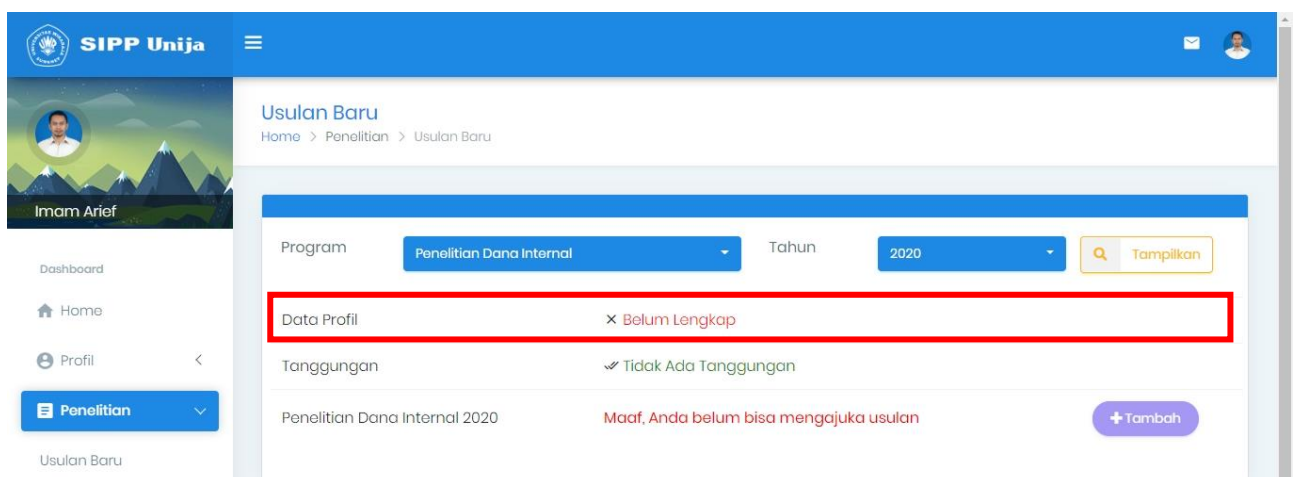 SIPP Unija
Usulan Baru
Home > Penelitian > Usulan Baru
Imam Arief
Dashboard
Home
Profil
Penelitian
Usulan Baru
Program Penelitian Dana Internal Tahun 2020 Tampilkan
Data Profil × Belum Lengkap
Tanggungan Tidak Ada Tanggungan
Penelitian Dana Internal 2020 Maaf, Anda belum bisa mengajuka usulan +Tambah